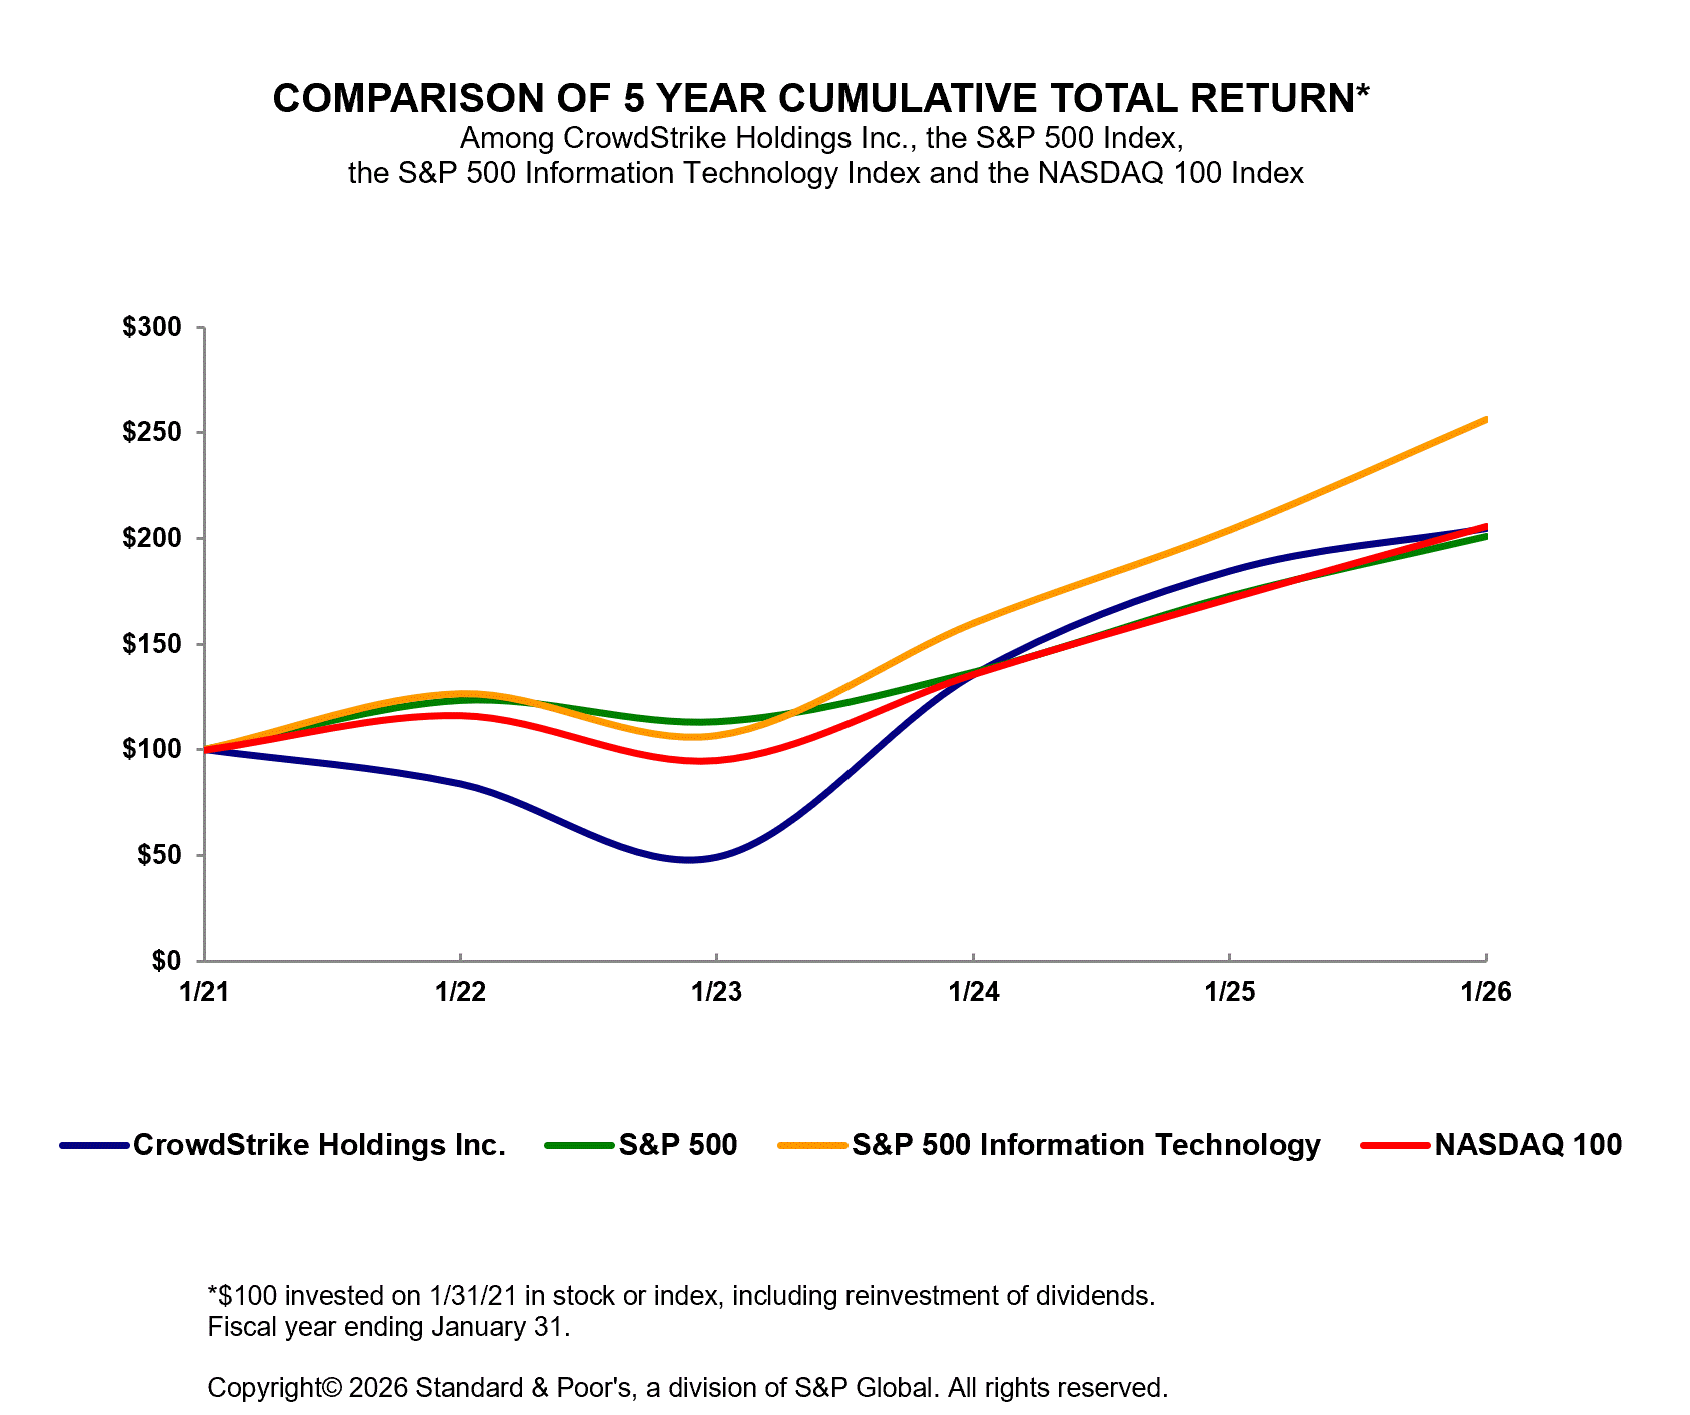 COMPARISON OF 5 YEAR CUMULATIVE TOTAL RETURN*
Among CrowdStrike Holdings Inc., the S&P 500 Index,
the S&P 500 Information Technology Index and the NASDAQ 100 Index
$300
$250
$200
$150
$100
$50
$0
1/21 1/22 1/23 1/24 1/25 1/26
CrowdStrike Holdings Inc. S&P 500 S&P 500 Information Technology NASDAQ 100
*$100 invested on 1/31/21 in stock or index, including reinvestment of dividends.
Fiscal year ending January 31.
Copyright© 2026 Standard & Poor's, a division of S&P Global. All rights reserved.